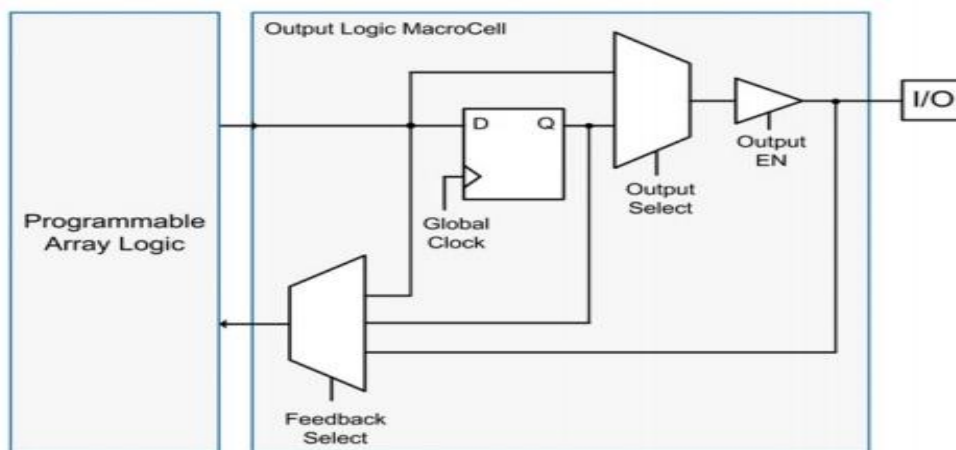 Output Logic MacroCell
I/O
D Q
Output
EN
Output
Select
Global
Clock
Programmable
Array Logic
Feedback
Select